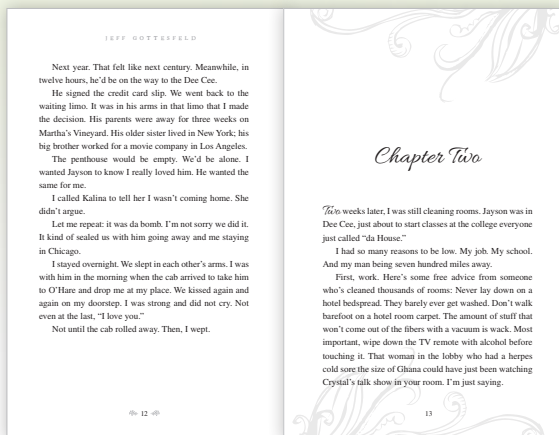 JEFF GOTTESFELD
Next year. That felt like next century. Meanwhile, in
twelve hours, he’d be on the way to the Dee Cee.
He signed the credit card slip. We went back to the
waiting limo. It was in his arms in that limo that I made
the decision. His parents were away for three weeks on
Martha’s Vineyard. His older sister lived in New York; his
big brother worked for a movie company in Los Angeles.
The penthouse would be empty. We’d be alone. I
wanted Jayson to know I really loved him. He wanted the
same for me.
I called Kalina to tell her I wasn’t coming home. She
didn’t argue.
Let me repeat: it was da bomb. I’m not sorry we did it.
It kind of sealed us with him going away and me staying
in Chicago.
I stayed overnight. We slept in each other’s arms. I was
with him in the morning when the cab arrived to take him
to O’Hare and drop me at my place. We kissed again and
again on my doorstep. I was strong and did not cry. Not
even at the last, “I love you.”
Not until the cab rolled away. Then, I wept.
12
Chapter Two
Two weeks later, I was still cleaning rooms. Jayson was in
Dee Cee, just about to start classes at the college everyone
just called “da House.”
I had so many reasons to be low. My job. My school.
And my man being seven hundred miles away.
First, work. Here’s some free advice from someone
who’s cleaned thousands of rooms: Never lay down on a
hotel bedspread. They barely ever get washed. Don’t walk
barefoot on a hotel room carpet. The amount of stuff that
won’t come out of the fibers with a vacuum is wack. Most
important, wipe down the TV remote with alcohol before
touching it. That woman in the lobby who had a herpes
cold sore the size of Ghana could have just been watching
Crystal’s talk show in your room. I’m just saying.
13